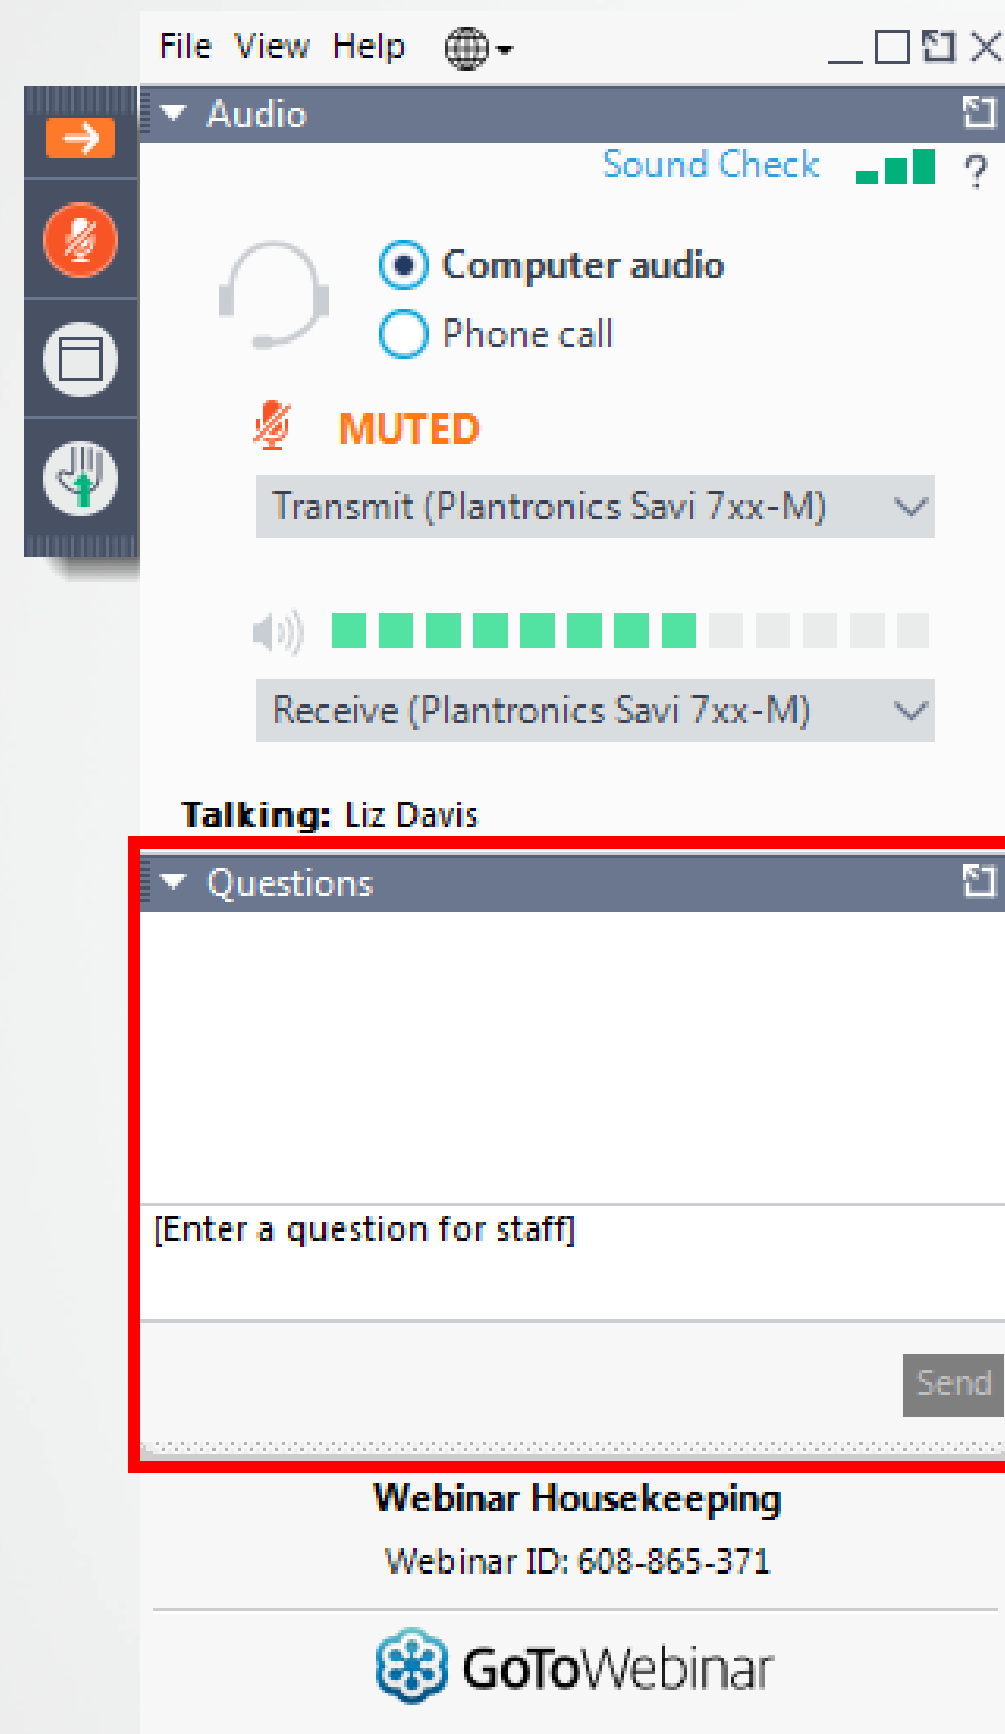 File View Help
Audio
Sound Check ?
Computer audio
Phone call
MUTED
Transmit (Plantronics Savi 7xx-M)
Receive (Plantronics Savi 7xx-M)
Talking: Liz Davis
Questions
[Enter a question for staff]
Send
Webinar Housekeeping
Webinar ID: 608-865-371
GoToWebinar